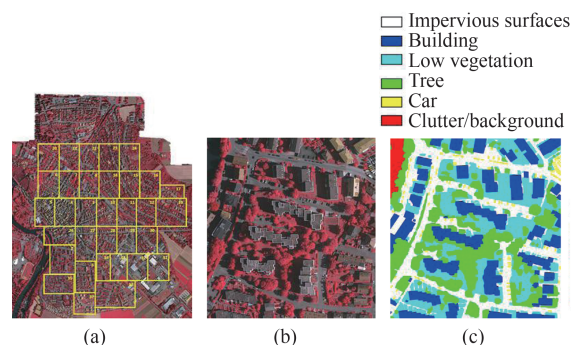 Impervious surfaces
Building
Low vegetation
Tree
Car
Clutter/background
(a)
(b)
(c)